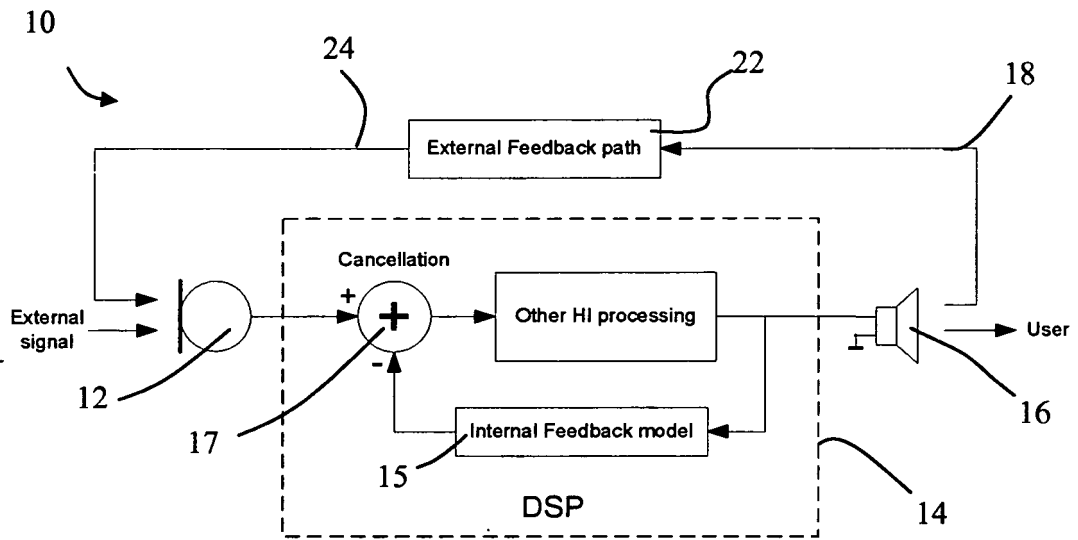 10
24
22
18
External Feedback path
Cancellation
+
+
-
Other HI processing
External
signal
User
12
17
15
Internal Feedback model
16
14
DSP